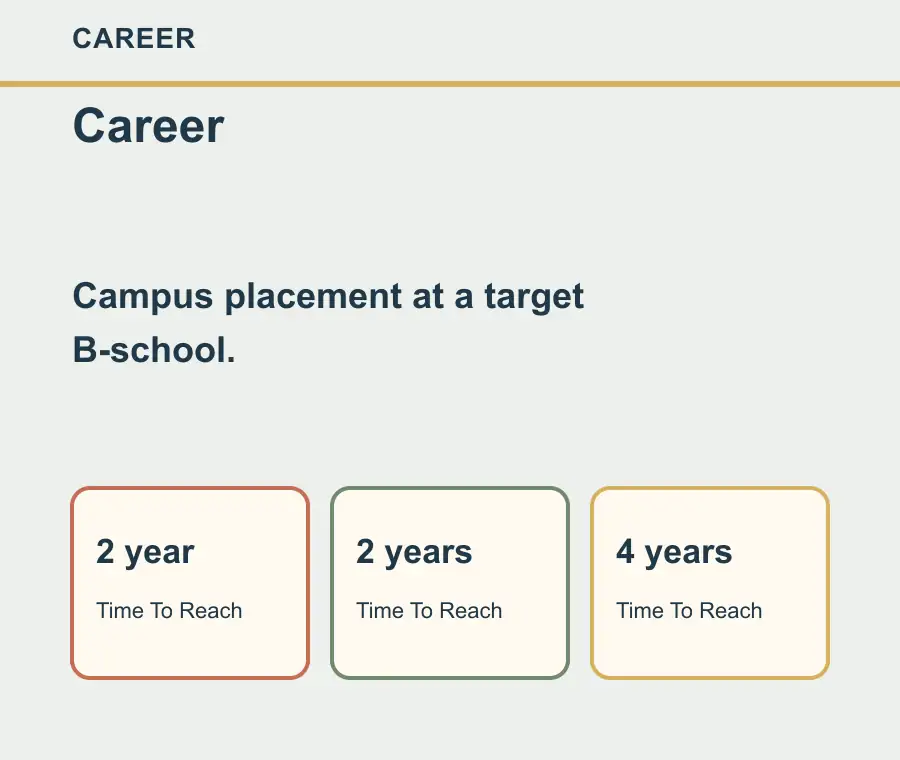 CAREER
Career
Campus placement at a target
B-school.
2 year
Time To Reach
2 years
Time To Reach
4 years
Time To Reach